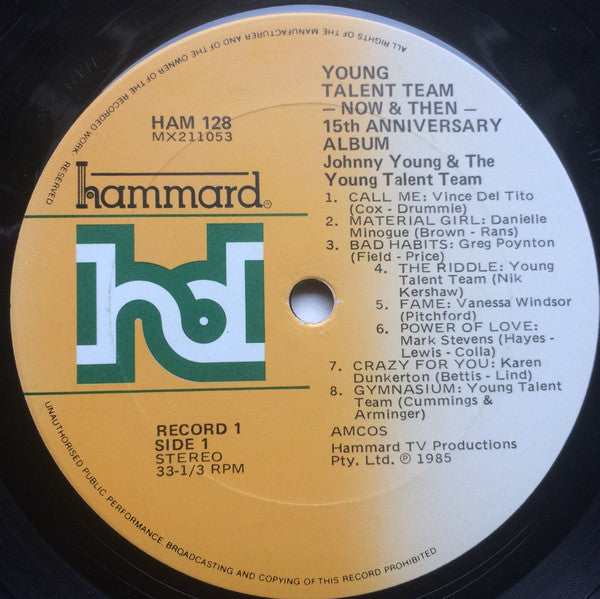 ALL RIGHTS OF THE MANUFACTURER AND OF THE OWNER OF THE RECORDED WORK. RESERVED
HAM 128
MX211053
hammard®
hd
RECORD 1
SIDE 1
STEREO
33-1/3 RPM
YOUNG
TALENT TEAM
– NOW & THEN –
15th ANNIVERSARY
ALBUM
Johnny Young & The
Young Talent Team
1. CALL ME: Vince Del Tito
(Cox - Drummie)
2. MATERIAL GIRL: Danielle
Minogue (Brown - Rans)
3. BAD HABITS: Greg Poynton
(Field - Price)
4. THE RIDDLE: Young
Talent Team (Nik
Kershaw)
5. FAME: Vanessa Windsor
(Pitchford)
6. POWER OF LOVE:
Mark Stevens (Hayes -
Lewis - Colla)
7. CRAZY FOR YOU: Karen
Dunkerton (Bettis - Lind)
8. GYMNASIUM: Young Talent
Team (Cummings &
Arminger)
AMCOS
Hammard TV Productions
Pty. Ltd. ℗ 1985
UNAUTHORISED PUBLIC PERFORMANCE BROADCASTING AND COPYING OF THIS RECORD PROHIBITED